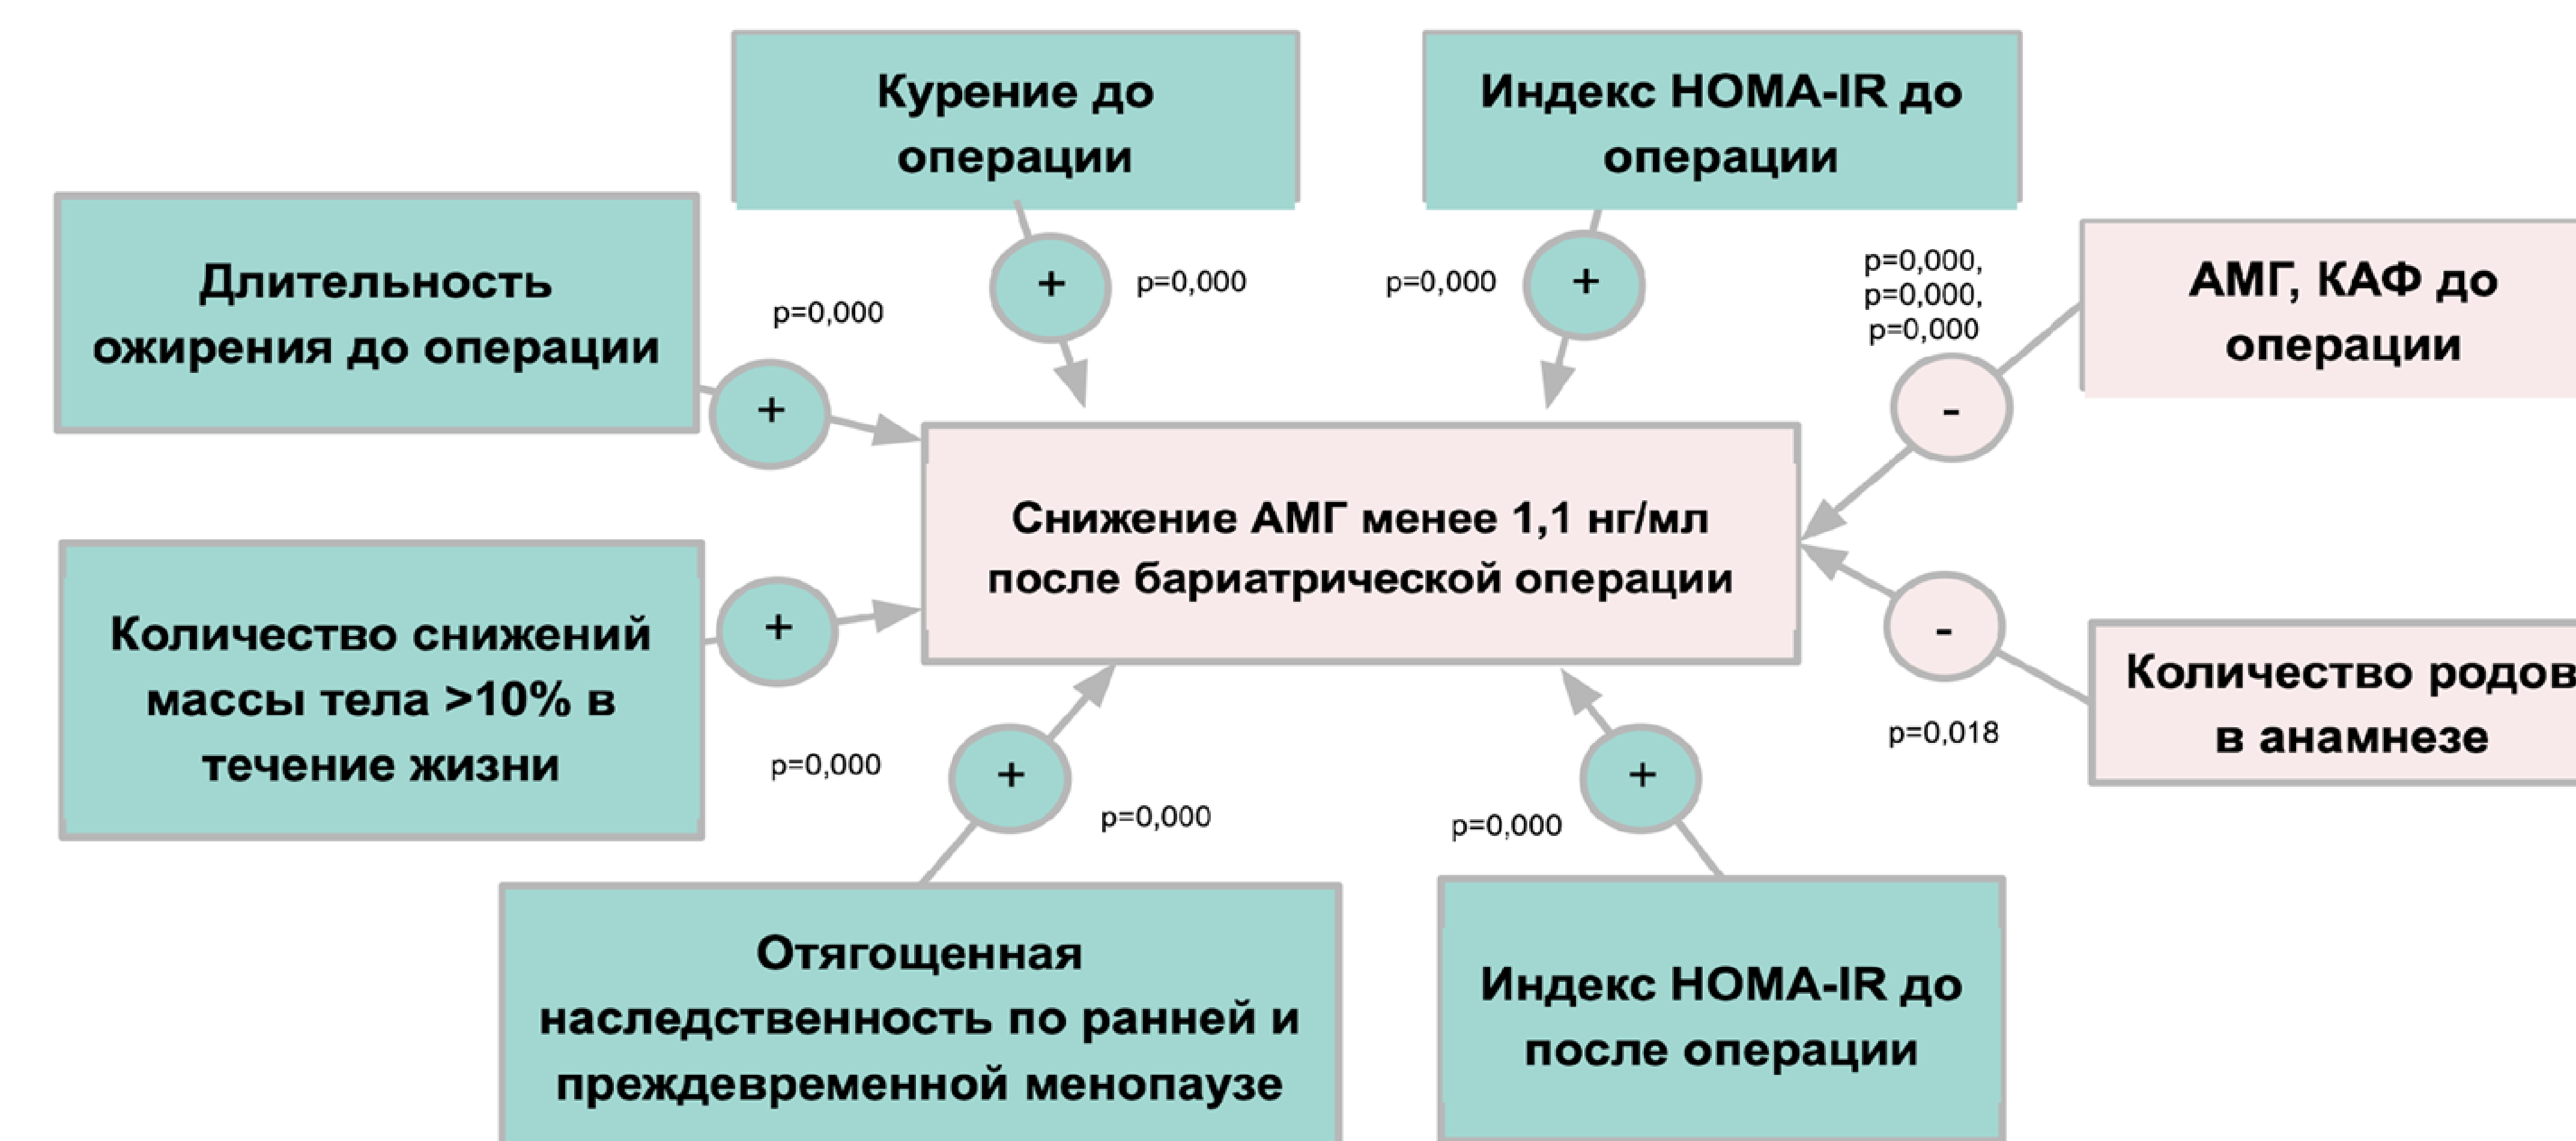 Курение до
операции
Индекс HOMA-IR до
операции
Длительность
ожирения до операции
p=0,000
+
p=0,000
p=0,000
+
p=0,000,
p=0,000,
p=0,000
АМГ, КАФ до
операции
+
-
Снижение АМГ менее 1,1 нг/мл
после бариатрической операции
Количество снижений
массы тела >10% в
течение жизни
+
p=0,000
-
p=0,018
Количество родов
в анамнезе
+
p=0,000
+
p=0,000
Отягощенная
наследственность по ранней и
преждевременной менопаузе
Индекс HOMA-IR до
после операции